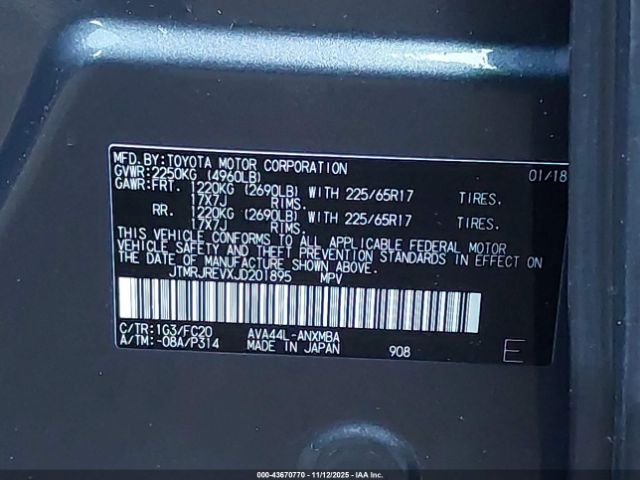 MFD. BY: TOYOTA MOTOR CORPORATION 01/18
GVWR: 2250KG (4960LB)
GAWR: FRT. 1220KG (2690LB) WITH 225/65R17 TIRES.
17X7J RIMS.
RR. 1220KG (2690LB) WITH 225/65R17 TIRES.
17X7J RIMS.
THIS VEHICLE CONFORMS TO ALL APPLICABLE FEDERAL MOTOR
VEHICLE SAFETY AND THEFT PREVENTION STANDARDS IN EFFECT ON
THE DATE OF MANUFACTURE SHOWN ABOVE.
JTMRJREVXJD201895 MPV
C/TR: 1G3/FC20 AVA44L-ANXMBA
A/TM: -08A/P314 MADE IN JAPAN 908 E
000-43670770 - 11/12/2025 - IAAI Inc.